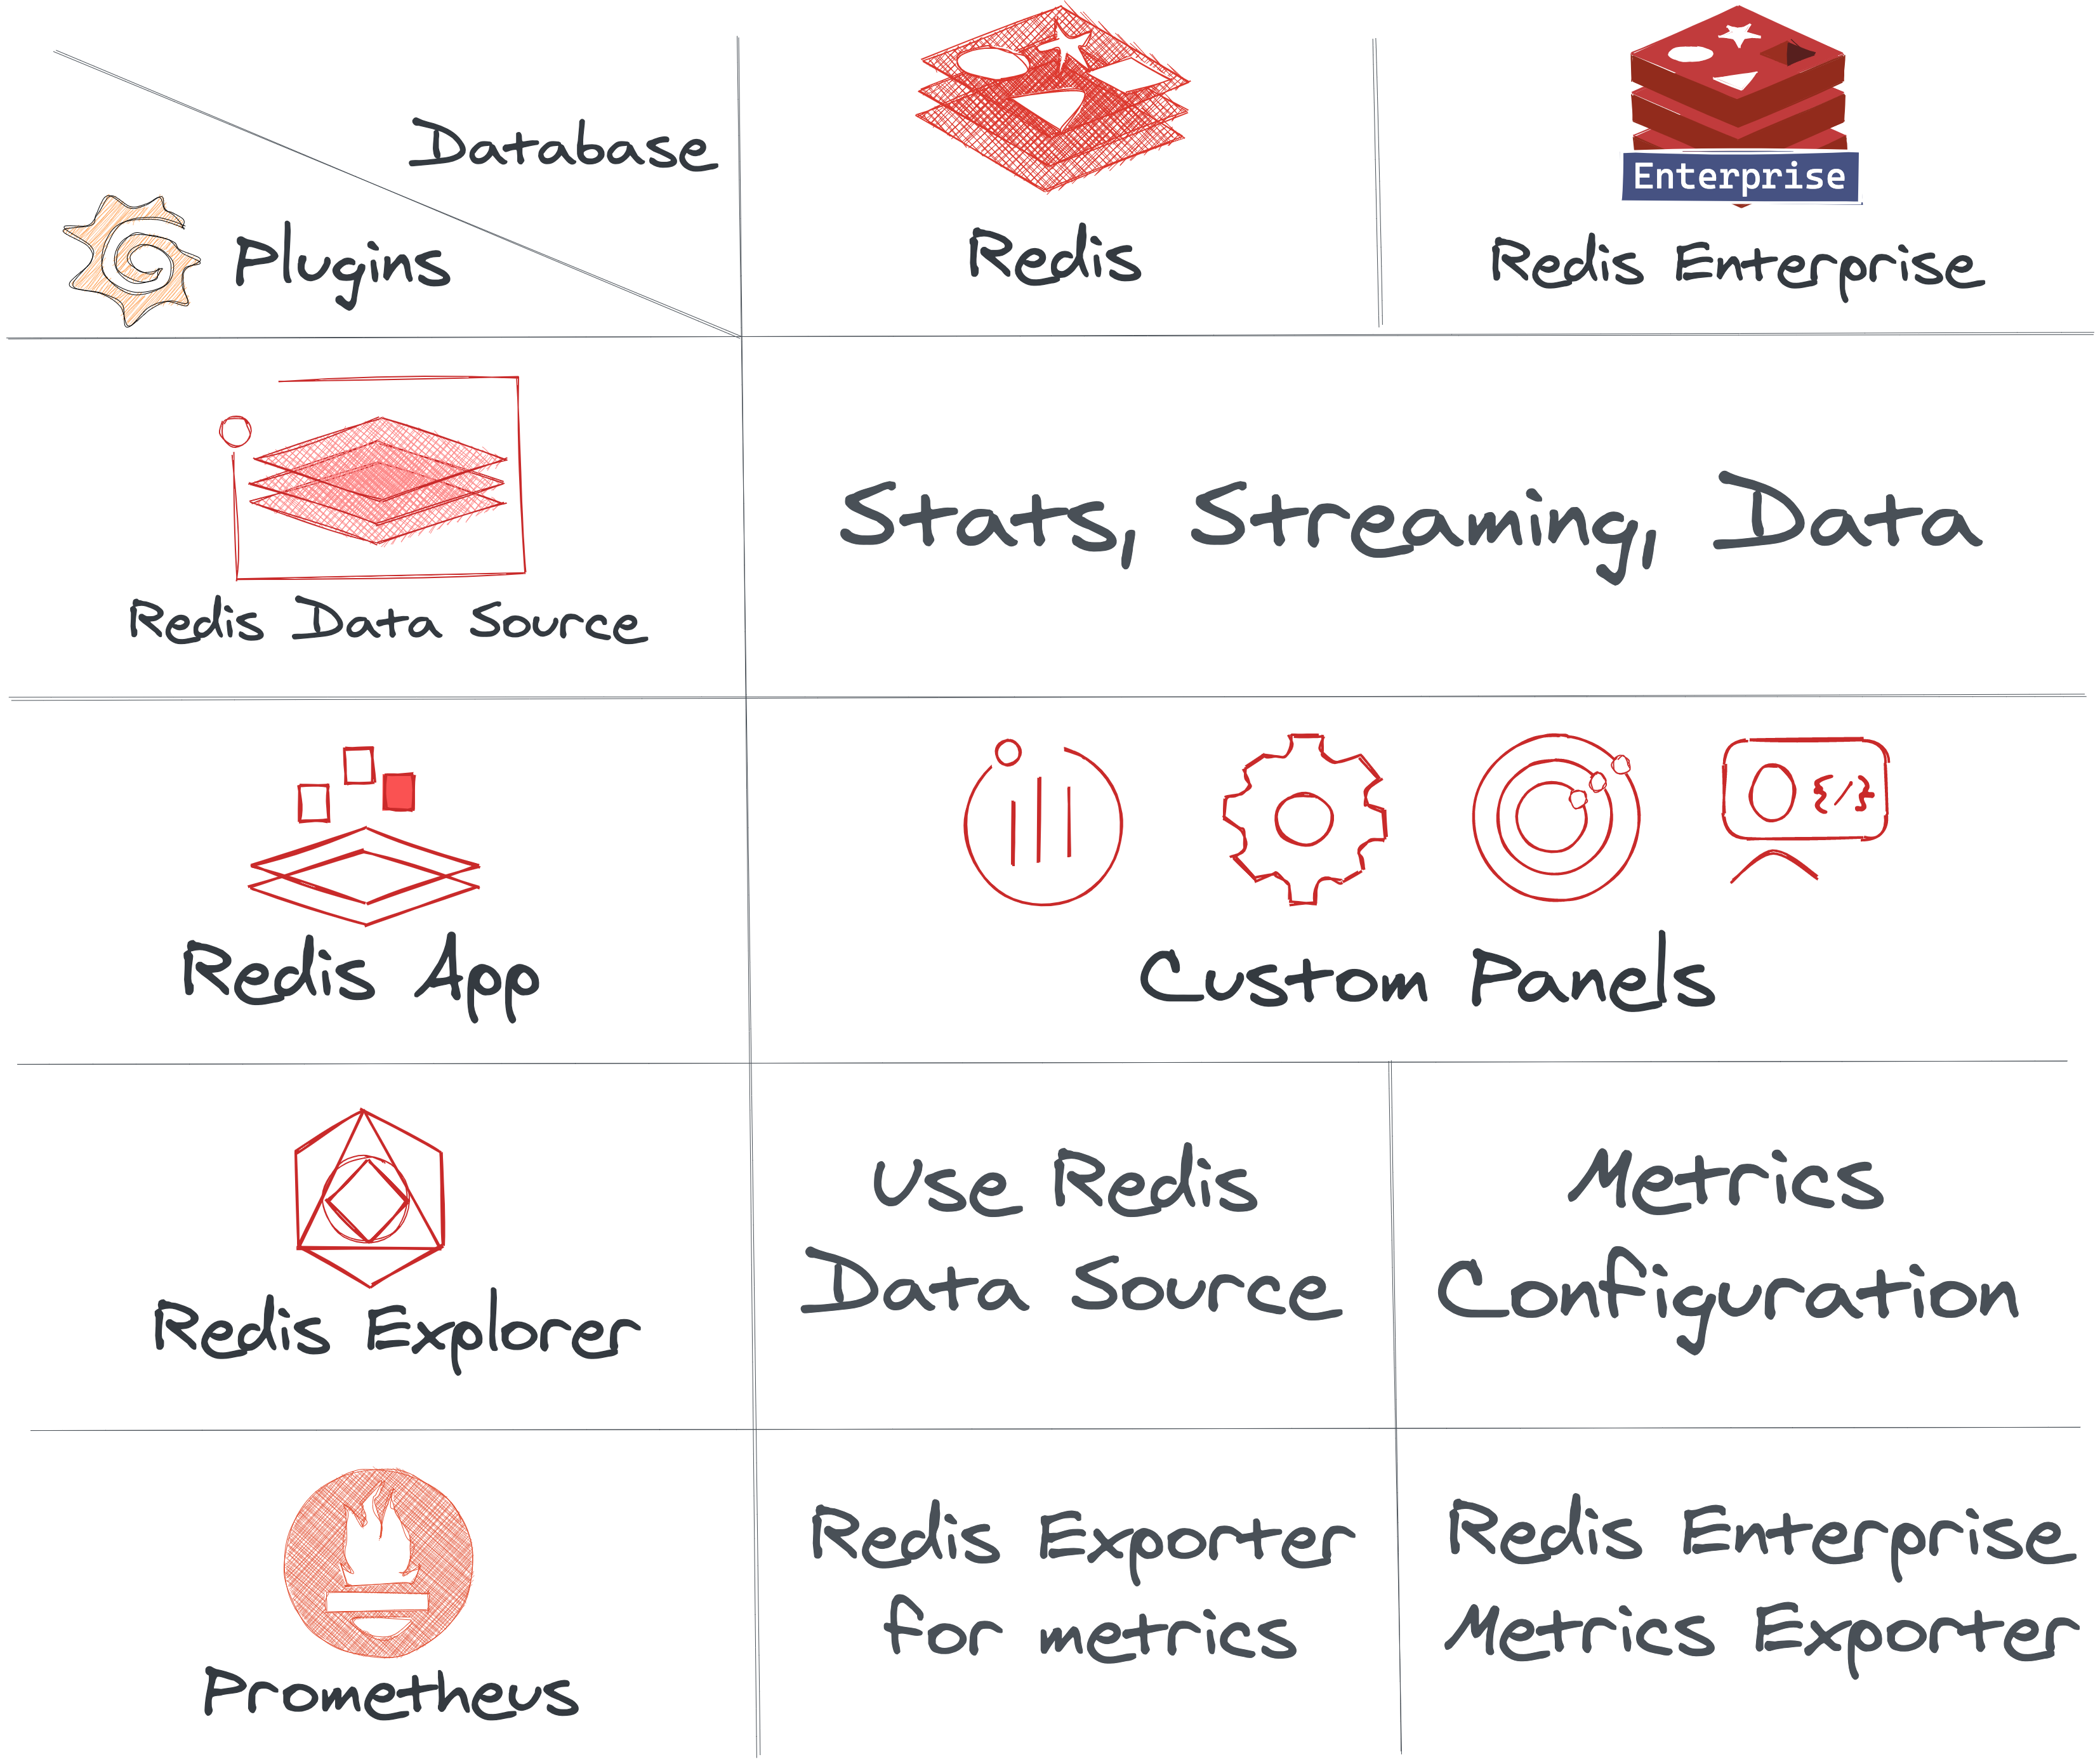 Database
Plugins
Redis
Enterprise
Redis Enterprise
Redis Data Source
Stats, Streaming, Data
Redis App
Custom Panels
Redis Explorer
Use Redis
Data Source
Metrics
Configuration
Prometheus
Redis Exporter
for metrics
Redis Enterprise
Metrics Exporter